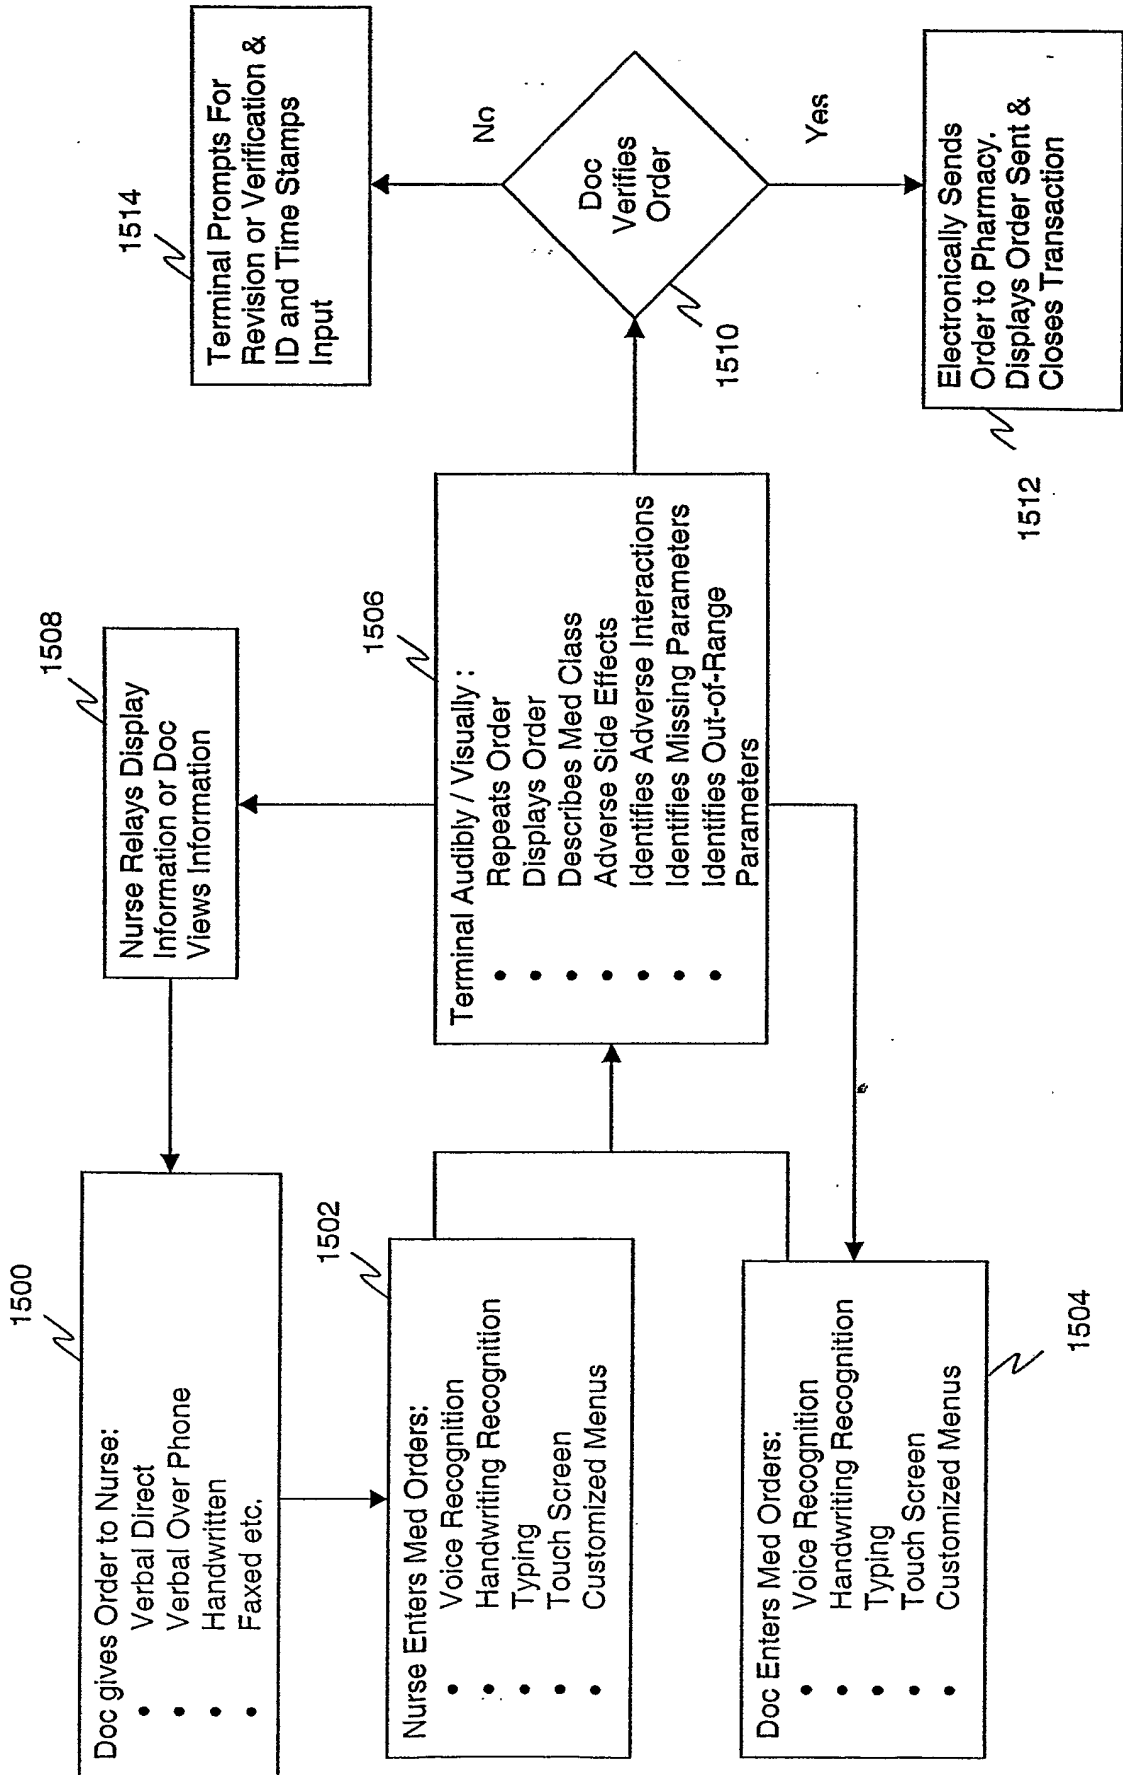 1500
Doc gives Order to Nurse:
• Verbal Direct
• Verbal Over Phone
• Handwritten
• Faxed etc.
1502
Nurse Enters Med Orders:
• Voice Recognition
• Handwriting Recognition
• Typing
• Touch Screen
• Customized Menus
Doc Enters Med Orders:
• Voice Recognition
• Handwriting Recognition
• Typing
• Touch Screen
• Customized Menus
1504
1508
Nurse Relays Display
Information or Doc
Views Information
1506
Terminal Audibly / Visually :
• Repeats Order
• Displays Order
• Describes Med Class
• Adverse Side Effects
• Identifies Adverse Interactions
• Identifies Missing Parameters
• Identifies Out-of-Range
Parameters
1514
Terminal Prompts For
Revision or Verification &
ID and Time Stamps
Input
No
Doc
Verifies
Order
1510
Yes
Electronically Sends
Order to Pharmacy.
Displays Order Sent &
Closes Transaction
1512